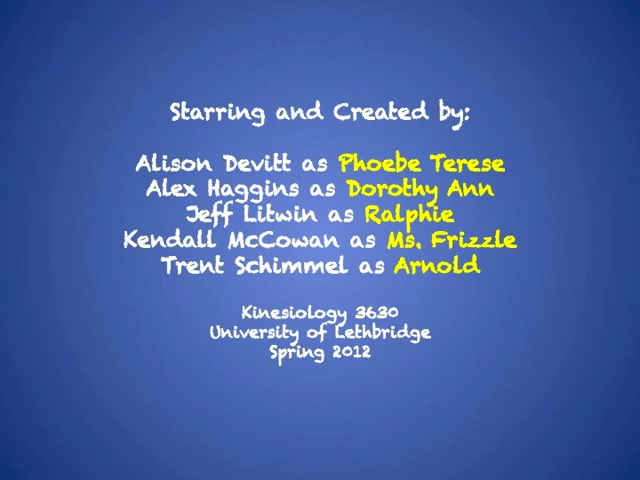 Starring and Created by:
Alison Devitt as Phoebe Terese
Alex Haggins as Dorothy Ann
Jeff Litwin as Ralphie
Kendall McCowan as Ms. Frizzle
Trent Schimmel as Arnold
Kinesiology 3630
University of Lethbridge
Spring 2012